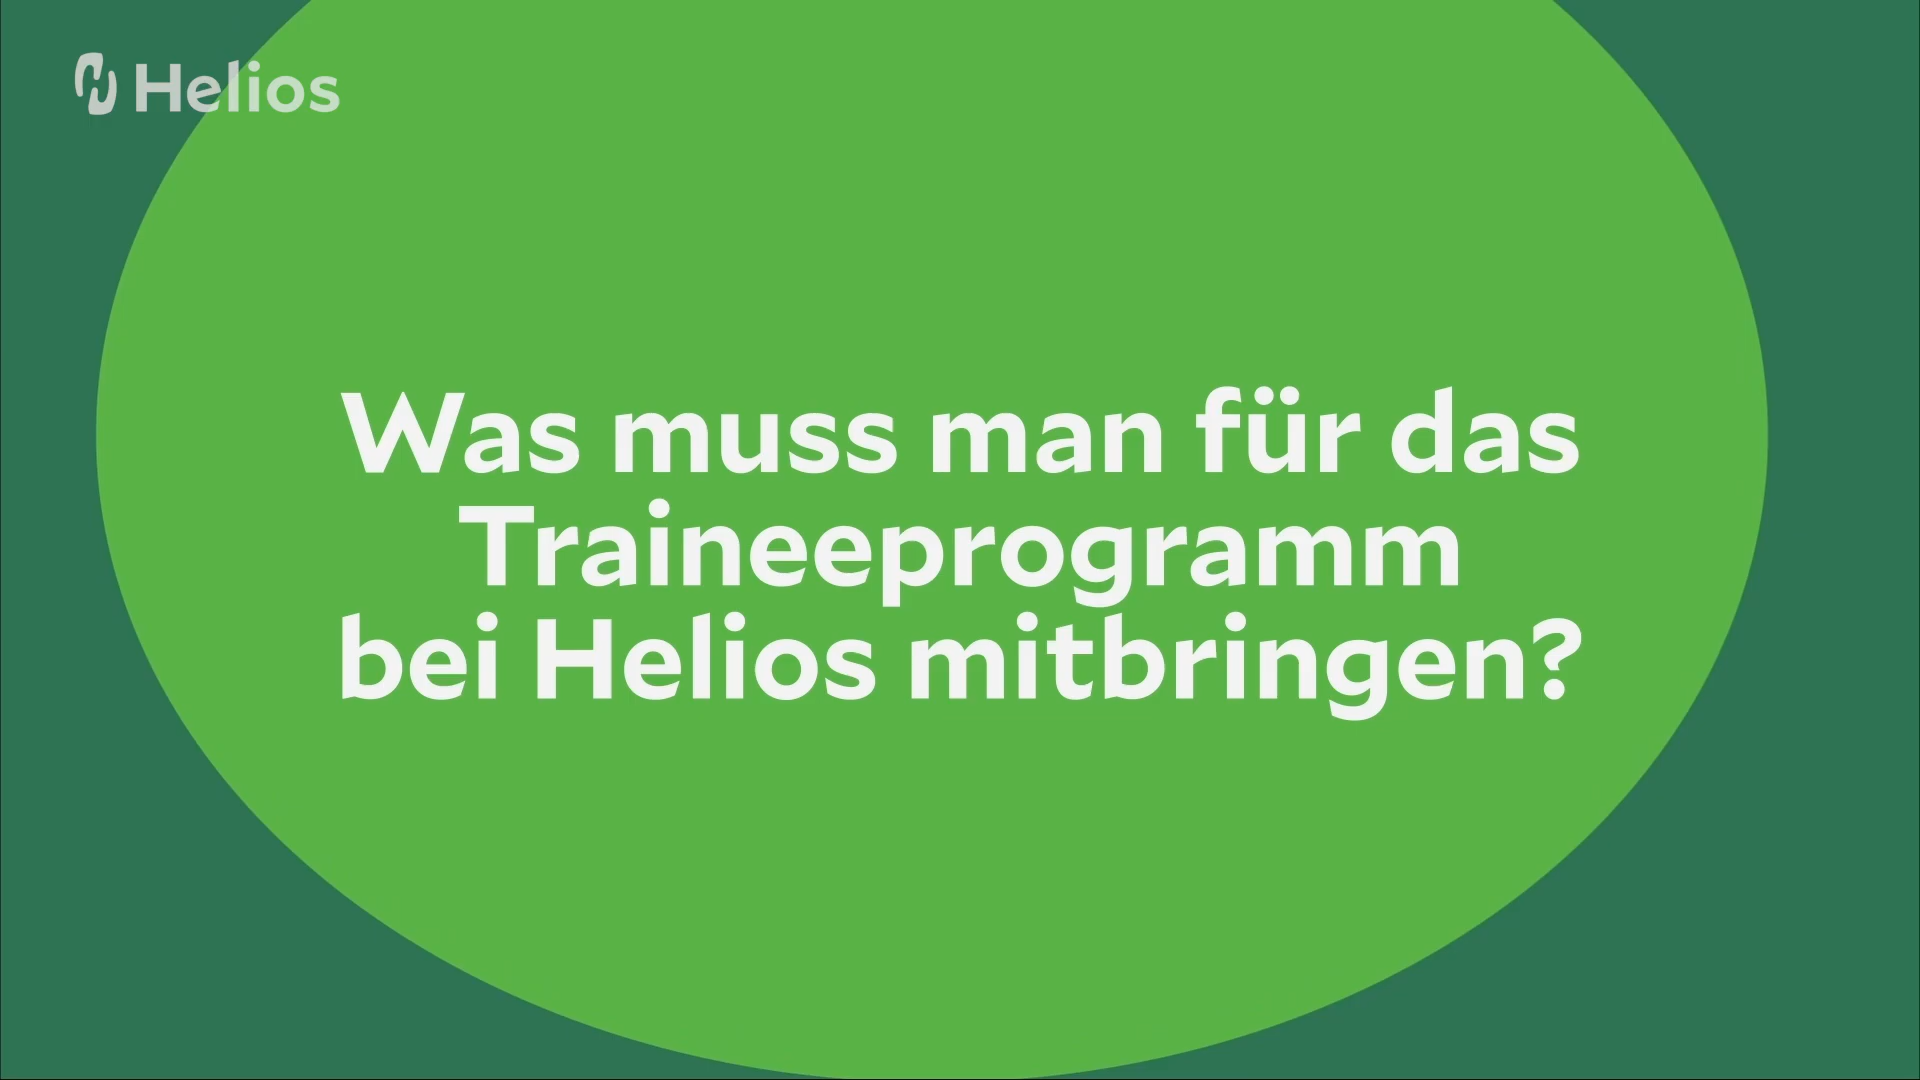 Helios
Was muss man für das
Traineeprogramm
bei Helios mitbringen?